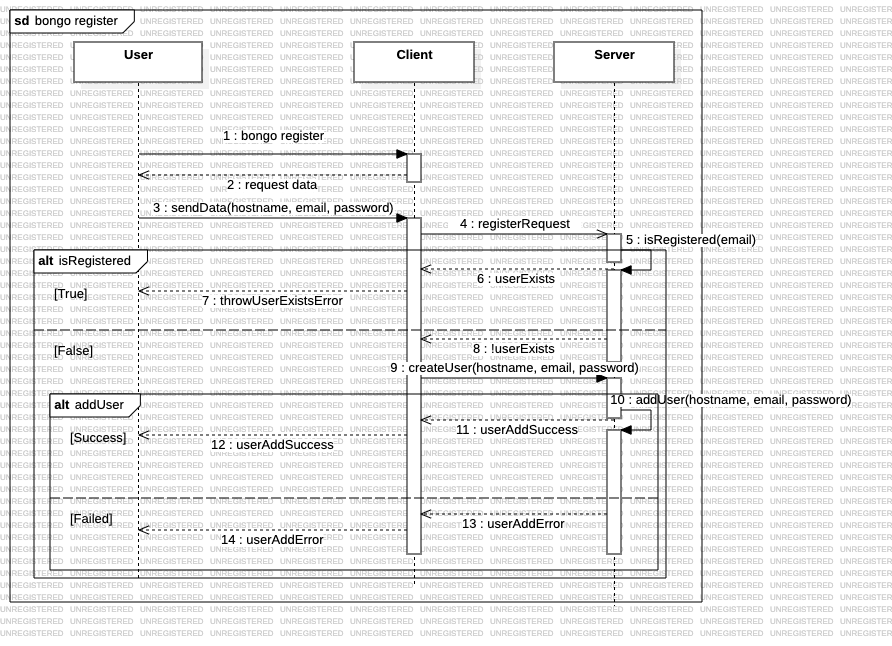 sd bongo register
User
Client
Server
1 : bongo register
2 : request data
3 : sendData(hostname, email, password)
4 : registerRequest
5 : isRegistered(email)
alt isRegistered
6 : userExists
[True]
7 : throwUserExistsError
8 : !userExists
[False]
9 : createUser(hostname, email, password)
10 : addUser(hostname, email, password)
alt addUser
11 : userAddSuccess
[Success]
12 : userAddSuccess
[Failed]
13 : userAddError
14 : userAddError
UNREGISTERED